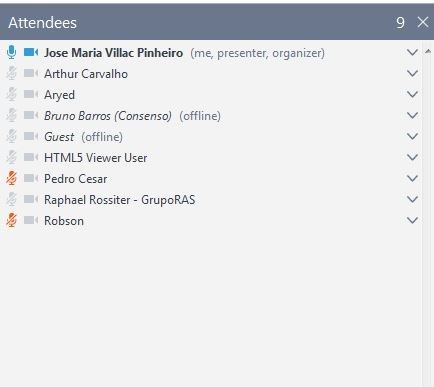 Attendees 9
Jose Maria Villac Pinheiro (me, presenter, organizer)
Arthur Carvalho
Aryed
Bruno Barros (Consenso) (offline)
Guest (offline)
HTML5 Viewer User
Pedro Cesar
Raphael Rossiter - GrupoRAS
Robson